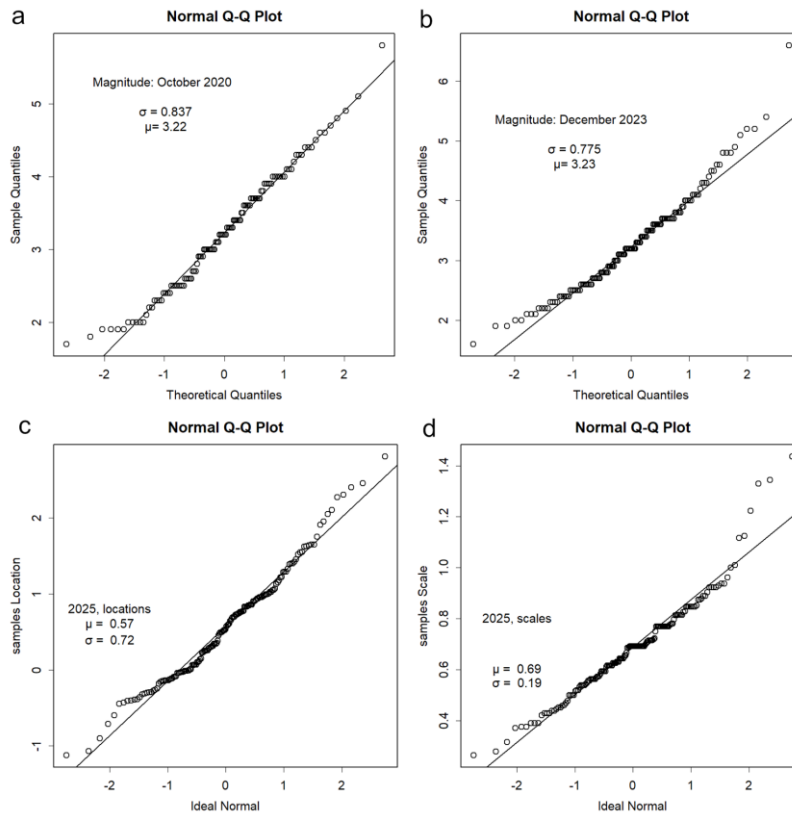 a
Normal Q-Q Plot
Magnitude: October 2020
σ = 0.837
μ= 3.22
Sample Quantiles
5
4
3
2
-2
-1
0
1
2
Theoretical Quantiles
b
Normal Q-Q Plot
Magnitude: December 2023
σ = 0.775
μ= 3.23
Sample Quantiles
6
5
4
3
2
-2
-1
0
1
2
Theoretical Quantiles
c
Normal Q-Q Plot
2025, locations
μ = 0.57
σ = 0.72
samples Location
2
1
0
-1
-2
-1
0
1
2
Ideal Normal
d
Normal Q-Q Plot
2025, scales
μ = 0.69
σ = 0.19
samples Scale
1.4
1.2
1.0
0.8
0.6
0.4
-2
-1
0
1
2
Ideal Normal